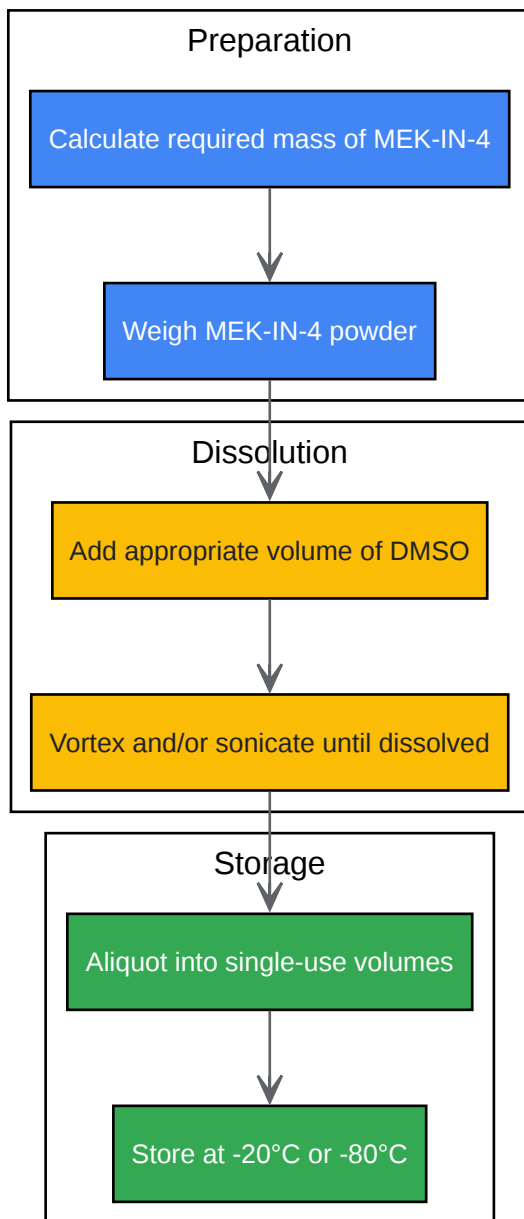 Preparation
Calculate required mass of MEK-IN-4
Weigh MEK-IN-4 powder
Dissolution
Add appropriate volume of DMSO
Vortex and/or sonicate until dissolved
Storage
Aliquot into single-use volumes
Store at -20°C or -80°C